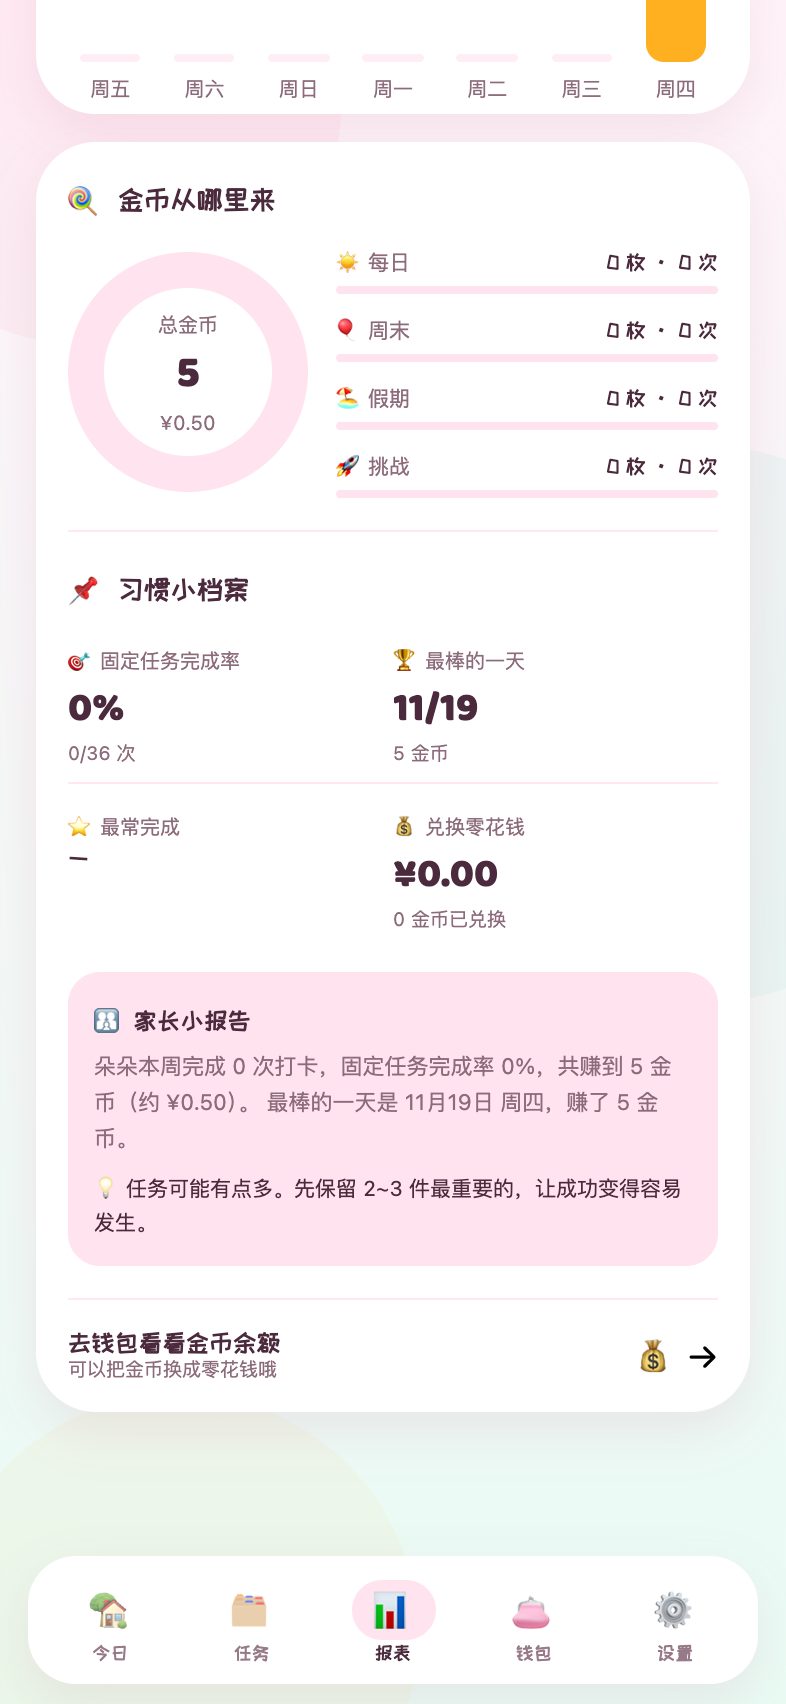 周五 周六 周日 周一 周二 周三 周四
金币从哪里来
总金币
5
¥0.50
每日 0 枚 · 0 次
周末 0 枚 · 0 次
假期 0 枚 · 0 次
挑战 0 枚 · 0 次
习惯小档案
固定任务完成率
0%
0/36 次
最棒的一天
11/19
5 金币
最常完成
—
兑换零花钱
¥0.00
0 金币已兑换
家长小报告
朵朵本周完成 0 次打卡，固定任务完成率 0%，共赚到 5 金
币（约 ¥0.50）。 最棒的一天是 11月19日 周四，赚了 5 金
币。
任务可能有点多。先保留 2~3 件最重要的，让成功变得容易
发生。
去钱包看看金币余额
可以把金币换成零花钱哦
今日 任务 报表 钱包 设置